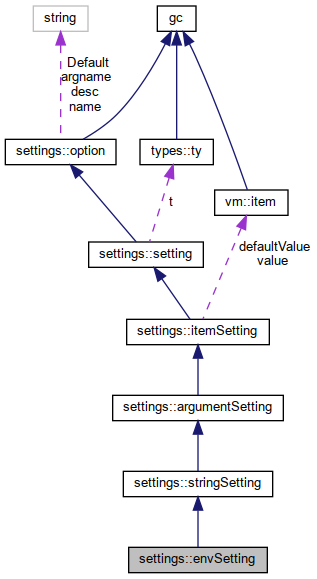 string
gc
Default
argname
desc
name
settings::option
types::ty
t
vm::item
settings::setting
defaultValue
value
settings::itemSetting
settings::argumentSetting
settings::stringSetting
settings::envSetting